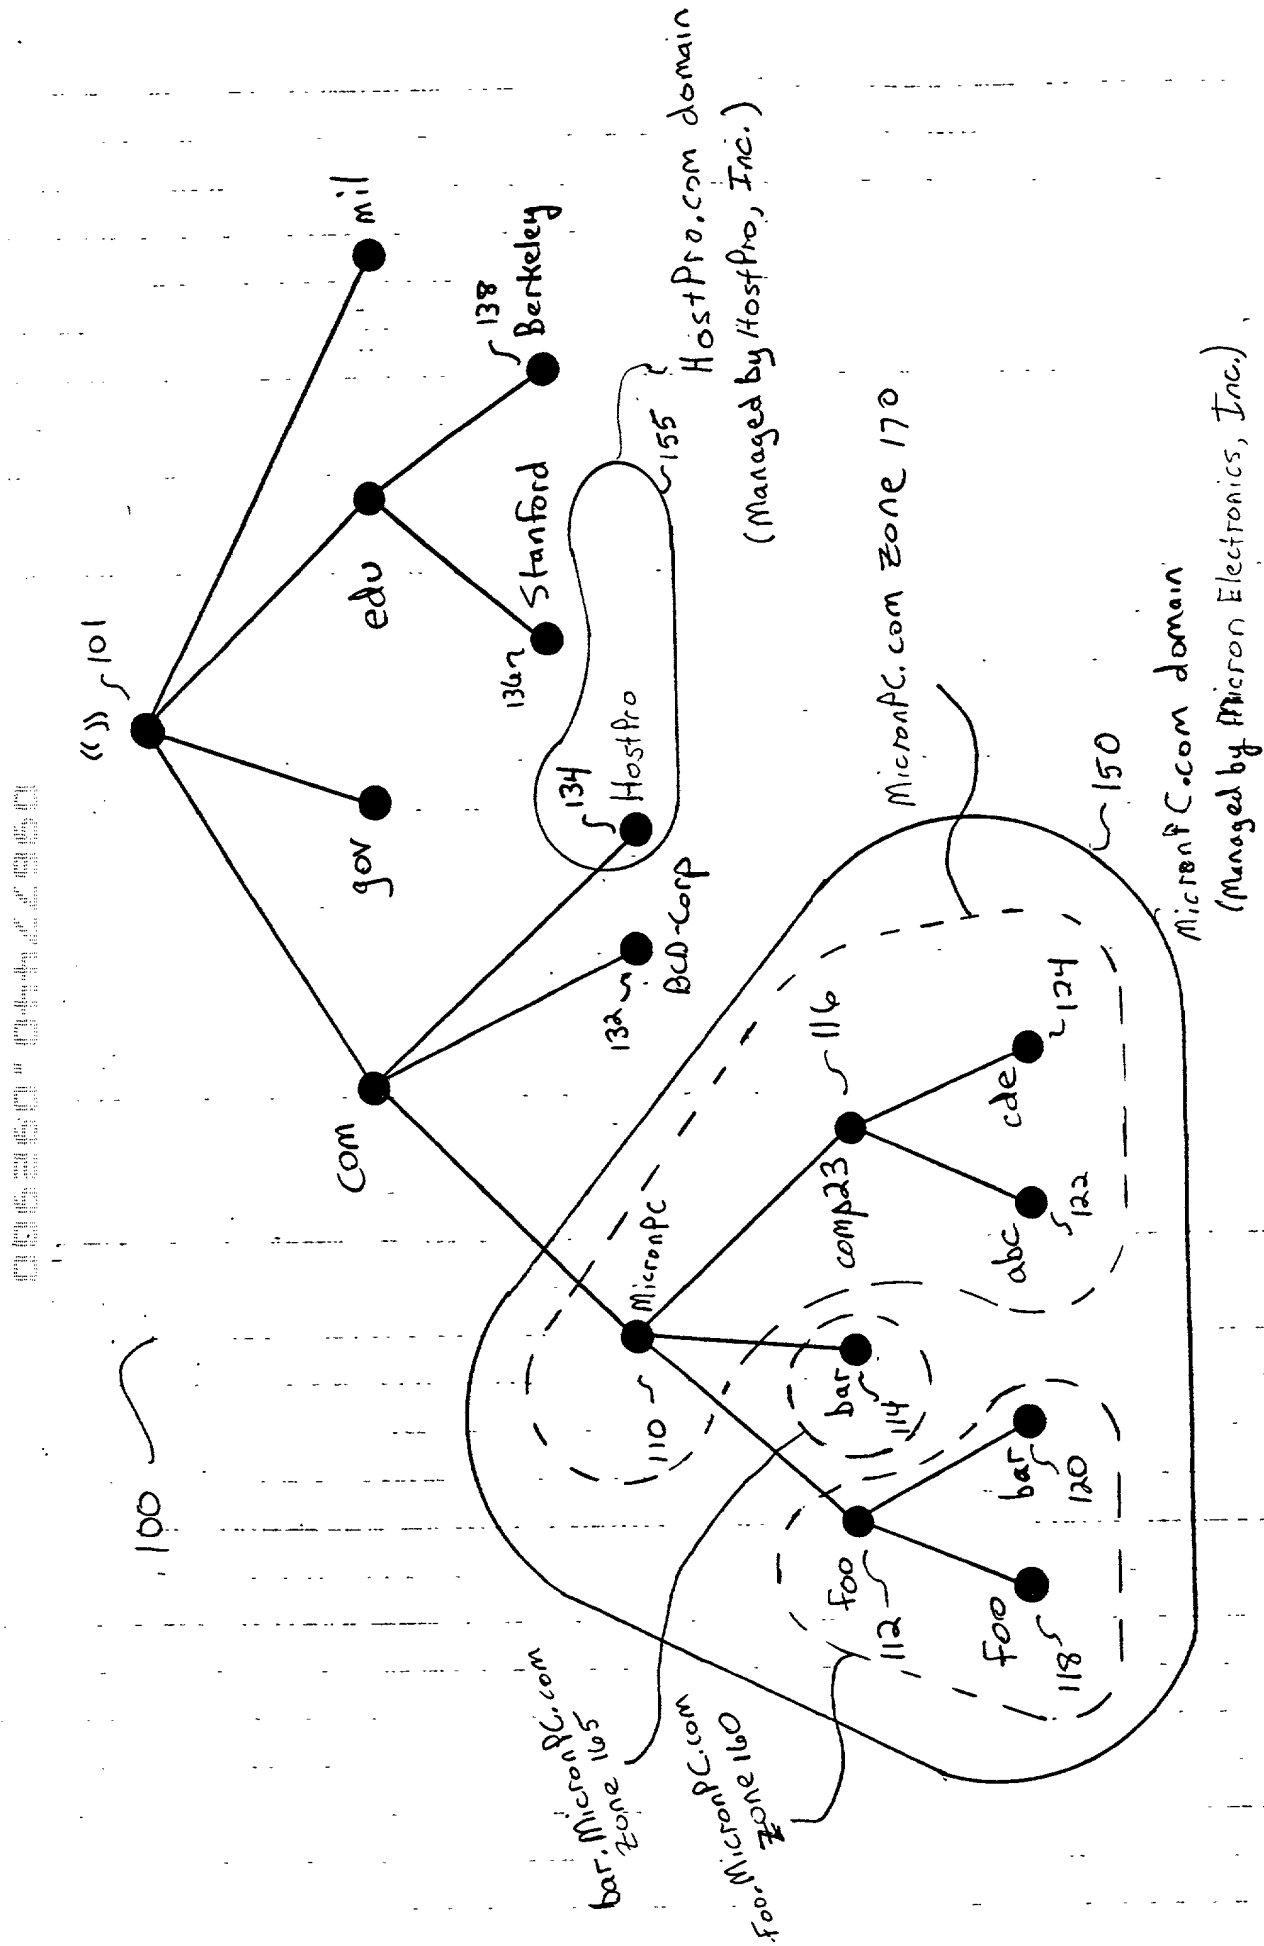 100
“ ” 101
com
gov
edu
mil
132
BCD-Corp
134
HostPro
136
Stanford
138
Berkeley
155
HostPro.com domain
(Managed by HostPro, Inc.)
MicronPC
110
MicronPC.com zone 170
bar.MicronPC.com
zone 165
Foo.MicronPC.com
zone 160
Foo
112
bar
114
comp23
116
Foo
118
bar
120
abc
122
cde
124
150
MicronPC.com domain
(Managed by Micron Electronics, Inc.)